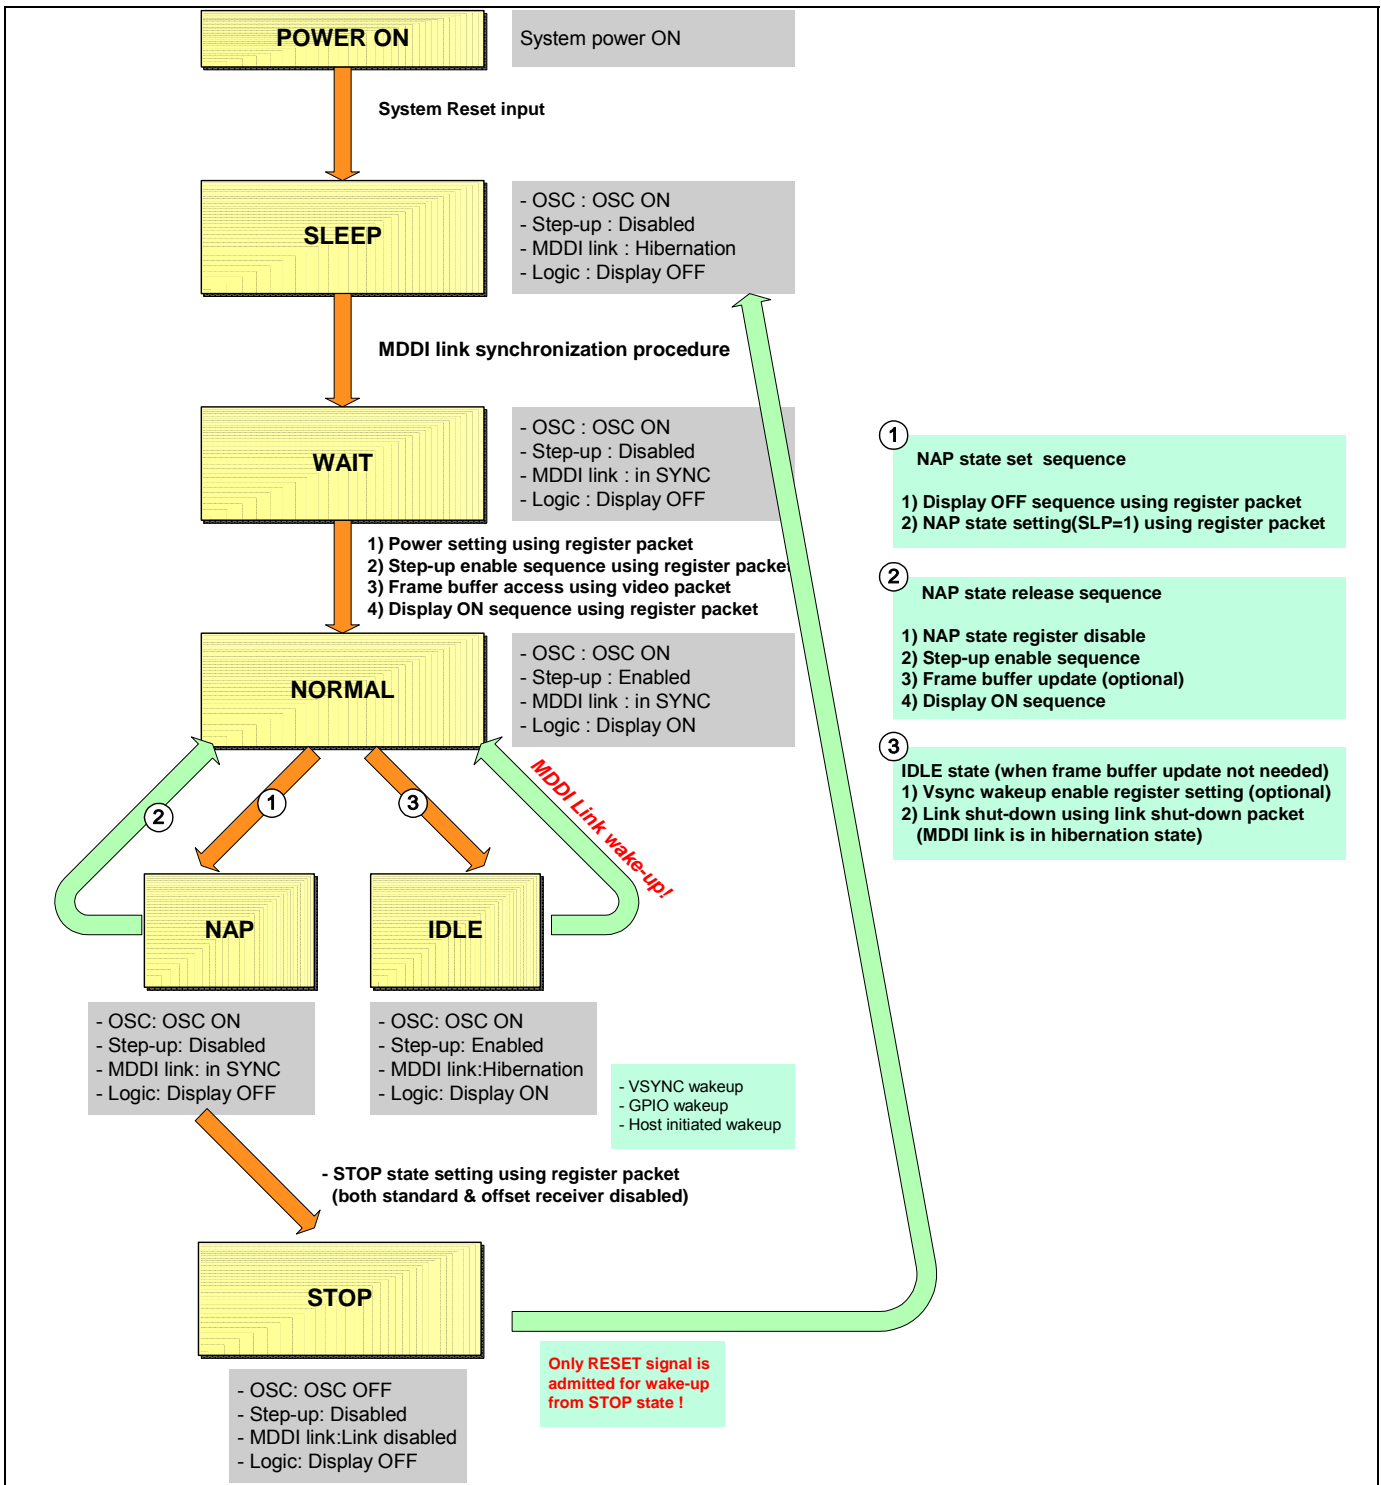 POWER ON
System power ON
System Reset input
SLEEP
- OSC : OSC ON
- Step-up : Disabled
- MDDI link : Hibernation
- Logic : Display OFF
MDDI link synchronization procedure
WAIT
- OSC : OSC ON
- Step-up : Disabled
- MDDI link : in SYNC
- Logic : Display OFF
1) Power setting using register packet
2) Step-up enable sequence using register packet
3) Frame buffer access using video packet
4) Display ON sequence using register packet
NORMAL
- OSC : OSC ON
- Step-up : Enabled
- MDDI link : in SYNC
- Logic : Display ON
2
1
3
MDDI Link wake-up!
NAP
IDLE
- OSC: OSC ON
- Step-up: Disabled
- MDDI link: in SYNC
- Logic: Display OFF
- OSC: OSC ON
- Step-up: Enabled
- MDDI link:Hibernation
- Logic: Display ON
- VSYNC wakeup
- GPIO wakeup
- Host initiated wakeup
- STOP state setting using register packet
(both standard & offset receiver disabled)
STOP
- OSC: OSC OFF
- Step-up: Disabled
- MDDI link:Link disabled
- Logic: Display OFF
Only RESET signal is
admitted for wake-up
from STOP state !
1
NAP state set sequence
1) Display OFF sequence using register packet
2) NAP state setting(SLP=1) using register packet
2
NAP state release sequence
1) NAP state register disable
2) Step-up enable sequence
3) Frame buffer update (optional)
4) Display ON sequence
3
IDLE state (when frame buffer update not needed)
1) Vsync wakeup enable register setting (optional)
2) Link shut-down using link shut-down packet
(MDDI link is in hibernation state)